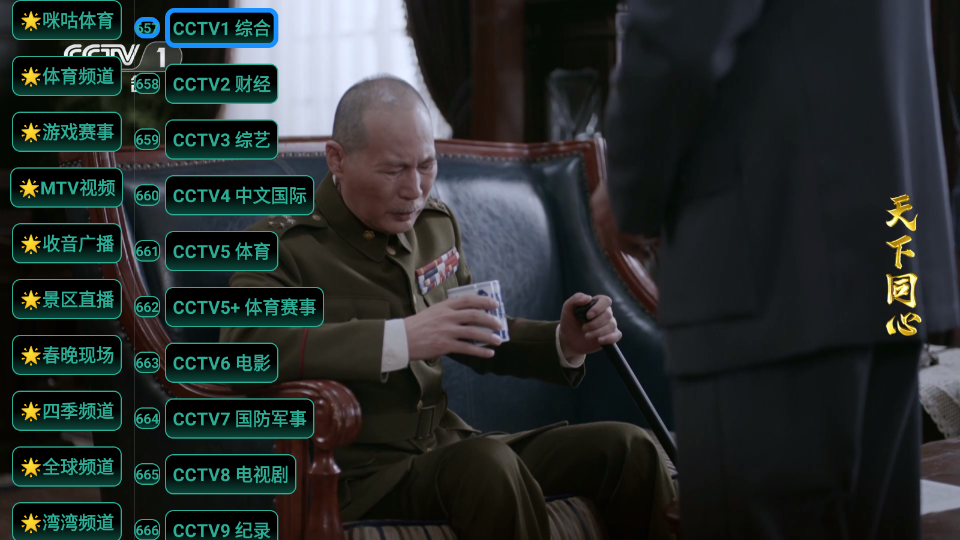 🌟咪咕体育
🌟体育频道
🌟游戏赛事
🌟MTV视频
🌟收音广播
🌟景区直播
🌟春晚现场
🌟四季频道
🌟全球频道
🌟湾湾频道
657 CCTV1 综合
658 CCTV2 财经
659 CCTV3 综艺
660 CCTV4 中文国际
661 CCTV5 体育
662 CCTV5+ 体育赛事
663 CCTV6 电影
664 CCTV7 国防军事
665 CCTV8 电视剧
666 CCTV9 纪录
CCTV 1
天下同心